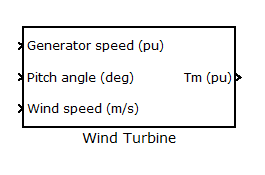 Generator speed (pu)
Pitch angle (deg) Tm (pu)
Wind speed (m/s)
Wind Turbine